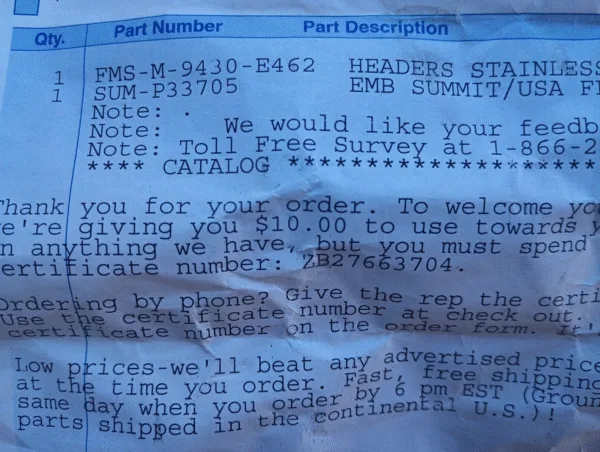 Qty. Part Number Part Description
1 FMS-M-9430-E462 HEADERS STAINLESS
1 SUM-P33705 EMB SUMMIT/USA F
Note: .
Note: We would like your feedb
Note: Toll Free Survey at 1-866-2
**** CATALOG *********************
Thank you for your order. To welcome yo
e're giving you $10.00 to use towards y
n anything we have, but you must spend
ertificate number: ZB27663704.
Ordering by phone? Give the rep the certi
Use the certificate number at check out.
certificate number on the order form. It'
Low prices-we'll beat any advertised price
at the time you order. Fast, free shipping
same day when you order by 6 pm EST (Groun
parts shipped in the continental U.S.)!